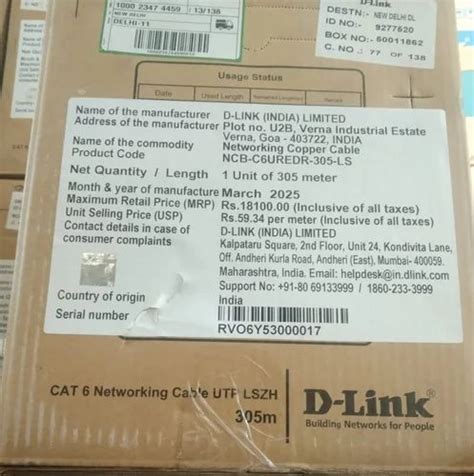 1000 2347 4459
13/138
NEW DELHI
DELHI-11
D-Link
DESTN:- NEW DELHI DL
ID NO:- 9277520
BOX NO:- 50011862
C. NO. : 77 OF 138
Usage Status
Date Used Length Remained Lengths Record
Name of the manufacturer D-LINK (INDIA) LIMITED
Address of the manufacturer Plot no. U2B, Verna Industrial Estate
Verna, Goa - 403722, INDIA
Name of the commodity Networking Copper Cable
Product Code NCB-C6UREDR-305-LS
Net Quantity / Length 1 Unit of 305 meter
Month & year of manufacture March 2025
Maximum Retail Price (MRP) Rs.18100.00 (Inclusive of all taxes)
Unit Selling Price (USP) Rs.59.34 per meter (Inclusive of all taxes)
Contact details in case of D-LINK (INDIA) LIMITED
consumer complaints Kalpataru Square, 2nd Floor, Unit 24, Kondivita Lane,
Off. Andheri Kurla Road, Andheri (East), Mumbai- 400059.
Maharashtra, India. Email: helpdesk@in.dlink.com
Support No: +91-80 69133999 / 1860-233-3999
Country of origin India
Serial number
RVO6Y53000017
CAT 6 Networking Cable UTP LSZH
305m
D-Link
Building Networks for People